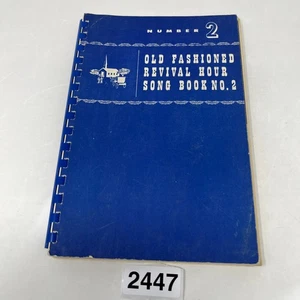 NUMBER 2
OLD FASHIONED
REVIVAL HOUR
SONG BOOK NO. 2
2447